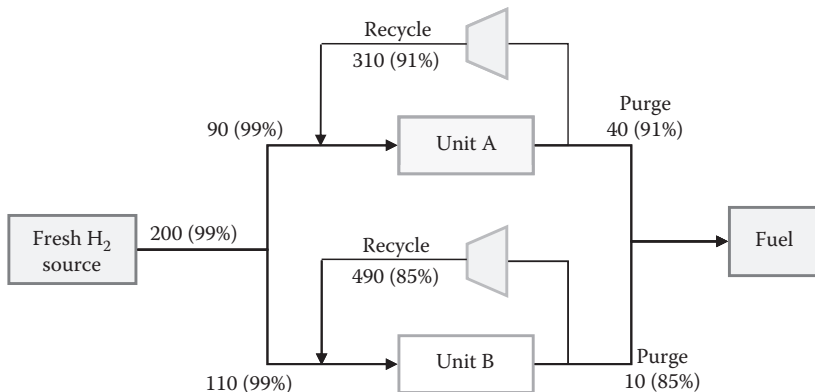 Recycle
310 (91%)
90 (99%)
Unit A
Purge
40 (91%)
Fresh H₂
source
200 (99%)
Recycle
490 (85%)
Fuel
110 (99%)
Unit B
Purge
10 (85%)